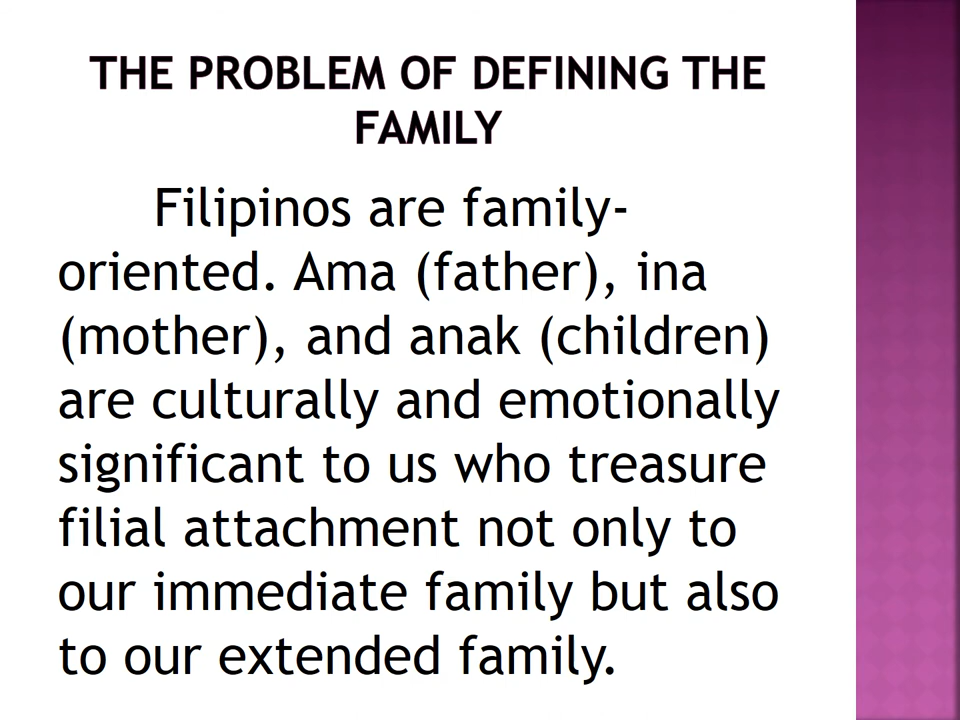 THE PROBLEM OF DEFINING THE
FAMILY
Filipinos are family-
oriented. Ama (father), ina
(mother), and anak (children)
are culturally and emotionally
significant to us who treasure
filial attachment not only to
our immediate family but also
to our extended family.